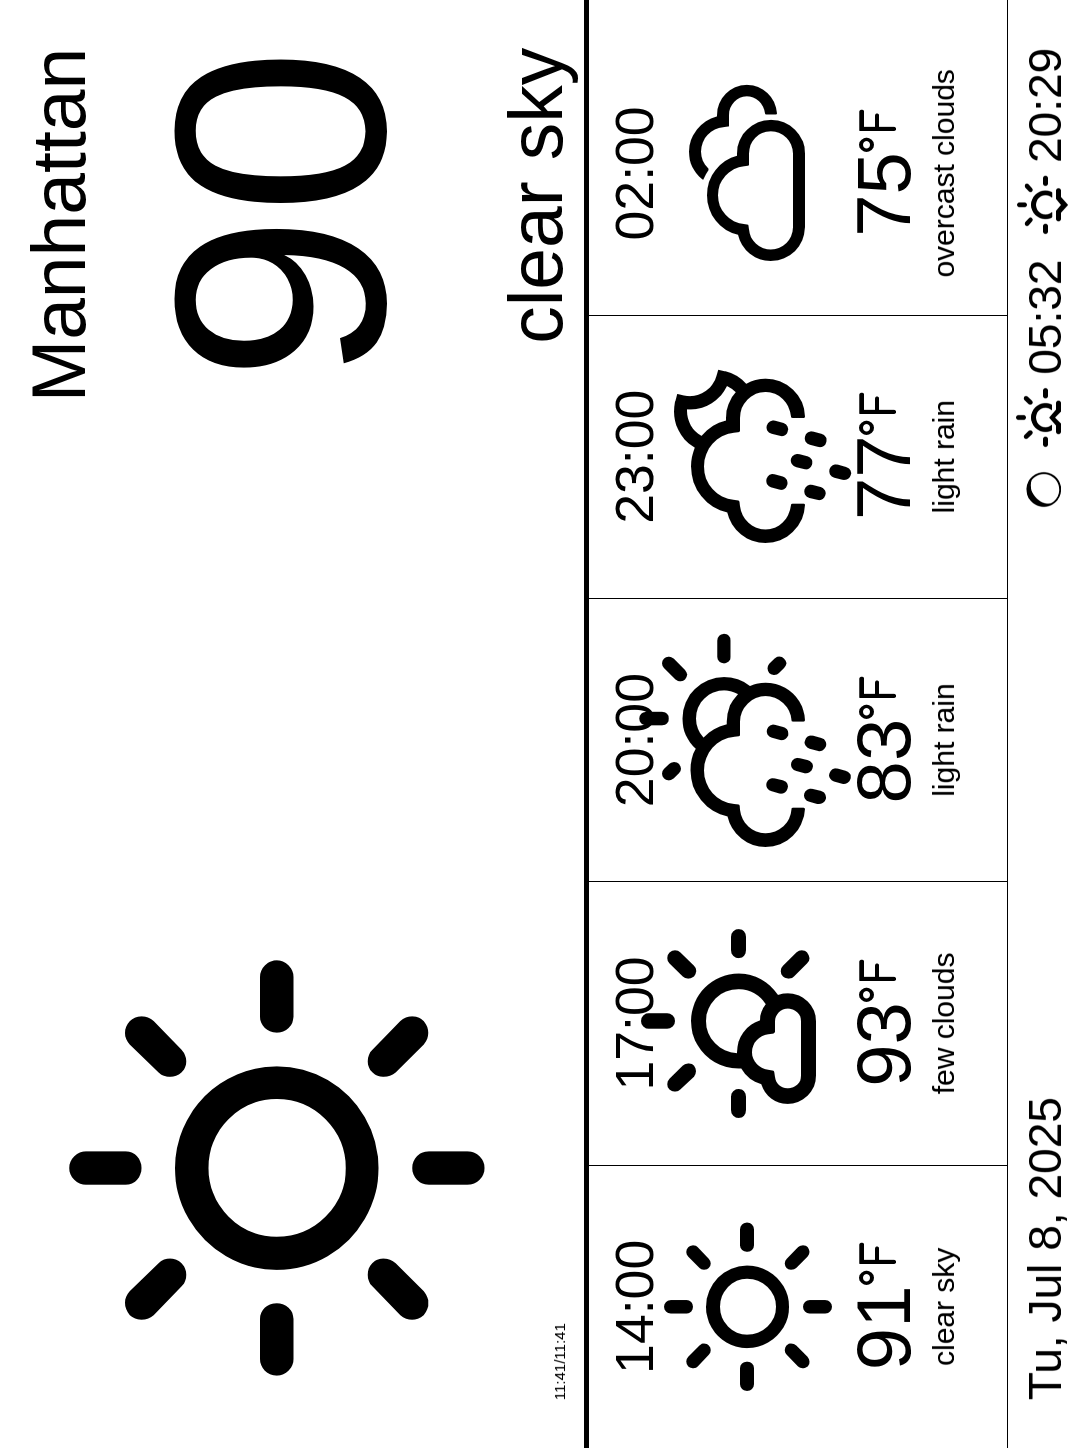 Manhattan
90
clear sky
11:41/11:41
14:00
91°F
clear sky
17:00
93°F
few clouds
20:00
83°F
light rain
23:00
77°F
light rain
02:00
75°F
overcast clouds
Tu, Jul 8, 2025
05:32
20:29